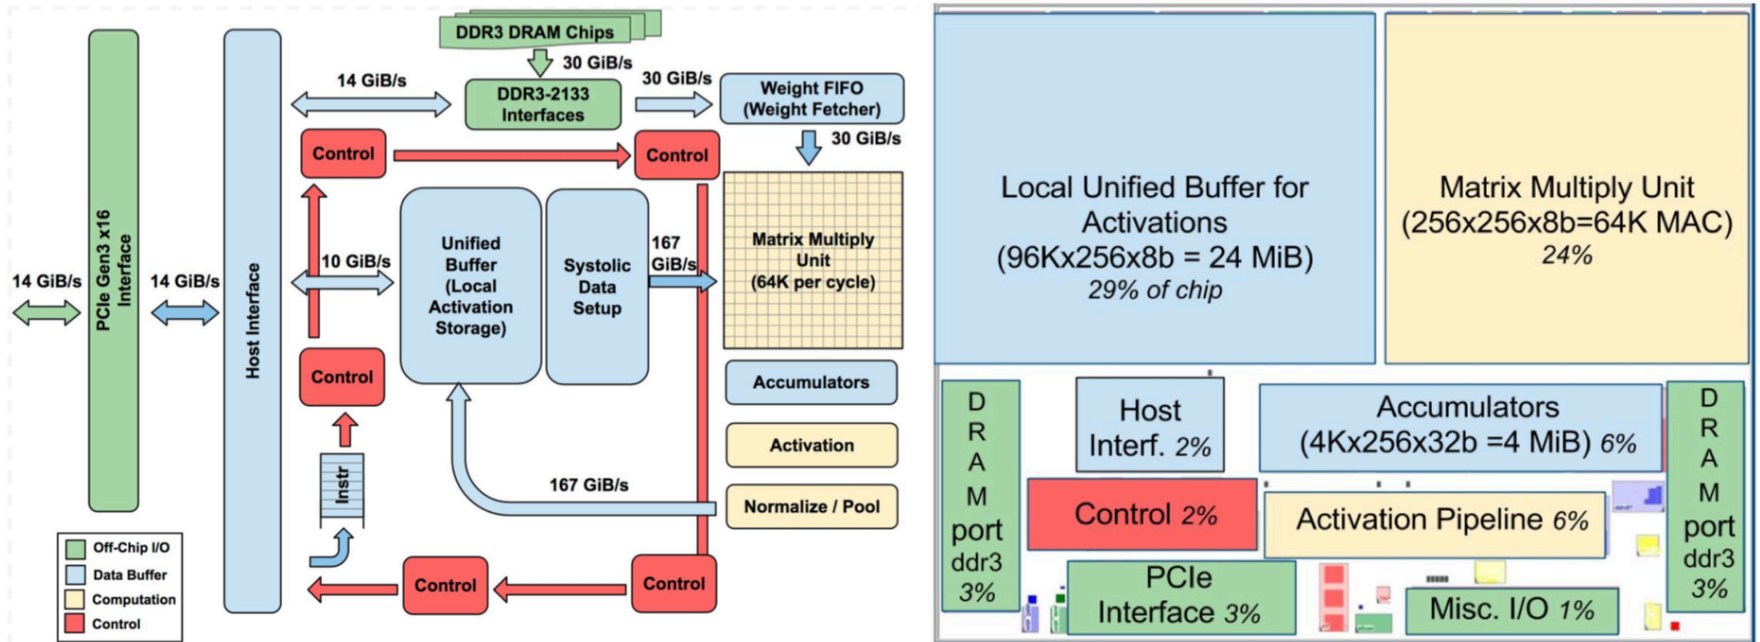 DDR3 DRAM Chips
30 GiB/s
14 GiB/s
DDR3-2133
Interfaces
30 GiB/s
Weight FIFO
(Weight Fetcher)
30 GiB/s
Control
Control
PCIe Gen3 x16
Interface
14 GiB/s
14 GiB/s
Host Interface
10 GiB/s
Unified
Buffer
(Local
Activation
Storage)
Systolic
Data
Setup
167
GiB/s
Matrix Multiply
Unit
(64K per cycle)
Control
Accumulators
Activation
Instr
167 GiB/s
Normalize / Pool
Control
Control
Off-Chip I/O
Data Buffer
Computation
Control
Local Unified Buffer for
Activations
(96Kx256x8b = 24 MiB)
29% of chip
Matrix Multiply Unit
(256x256x8b=64K MAC)
24%
D
R
A
M
port
ddr3
3%
Host
Interf. 2%
Accumulators
(4Kx256x32b =4 MiB) 6%
Control 2%
Activation Pipeline 6%
PCIe
Interface 3%
Misc. I/O 1%
D
R
A
M
port
ddr3
3%